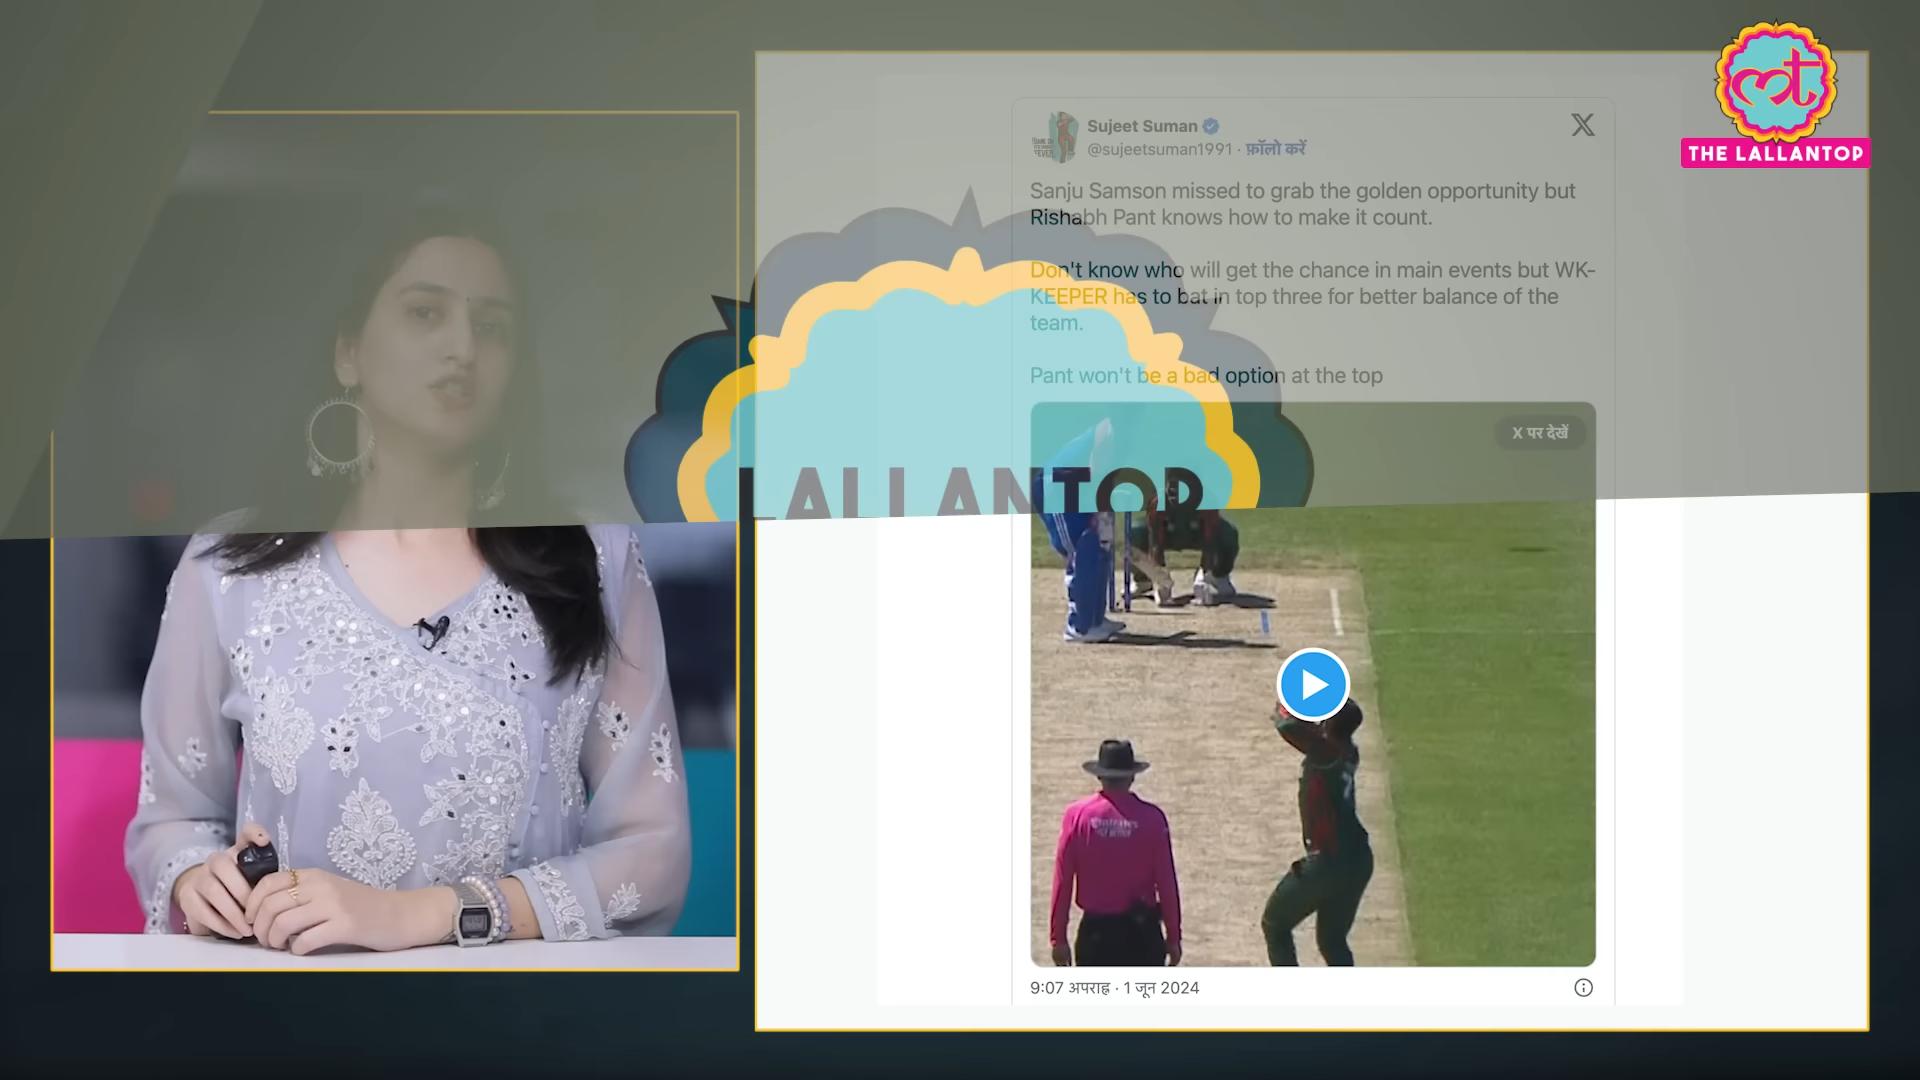 THE LALLANTOP
Sujeet Suman
@sujeetsuman1991 · फ़ॉलो करें
Sanju Samson missed to grab the golden opportunity but
Rishabh Pant knows how to make it count.
Don't know who will get the chance in main events but WK-
KEEPER has to bat in top three for better balance of the
team.
Pant won't be a bad option at the top
X पर देखें
LALLANTOP
Emirates
FLY BETTER
9:07 अपराह्न · 1 जून 2024